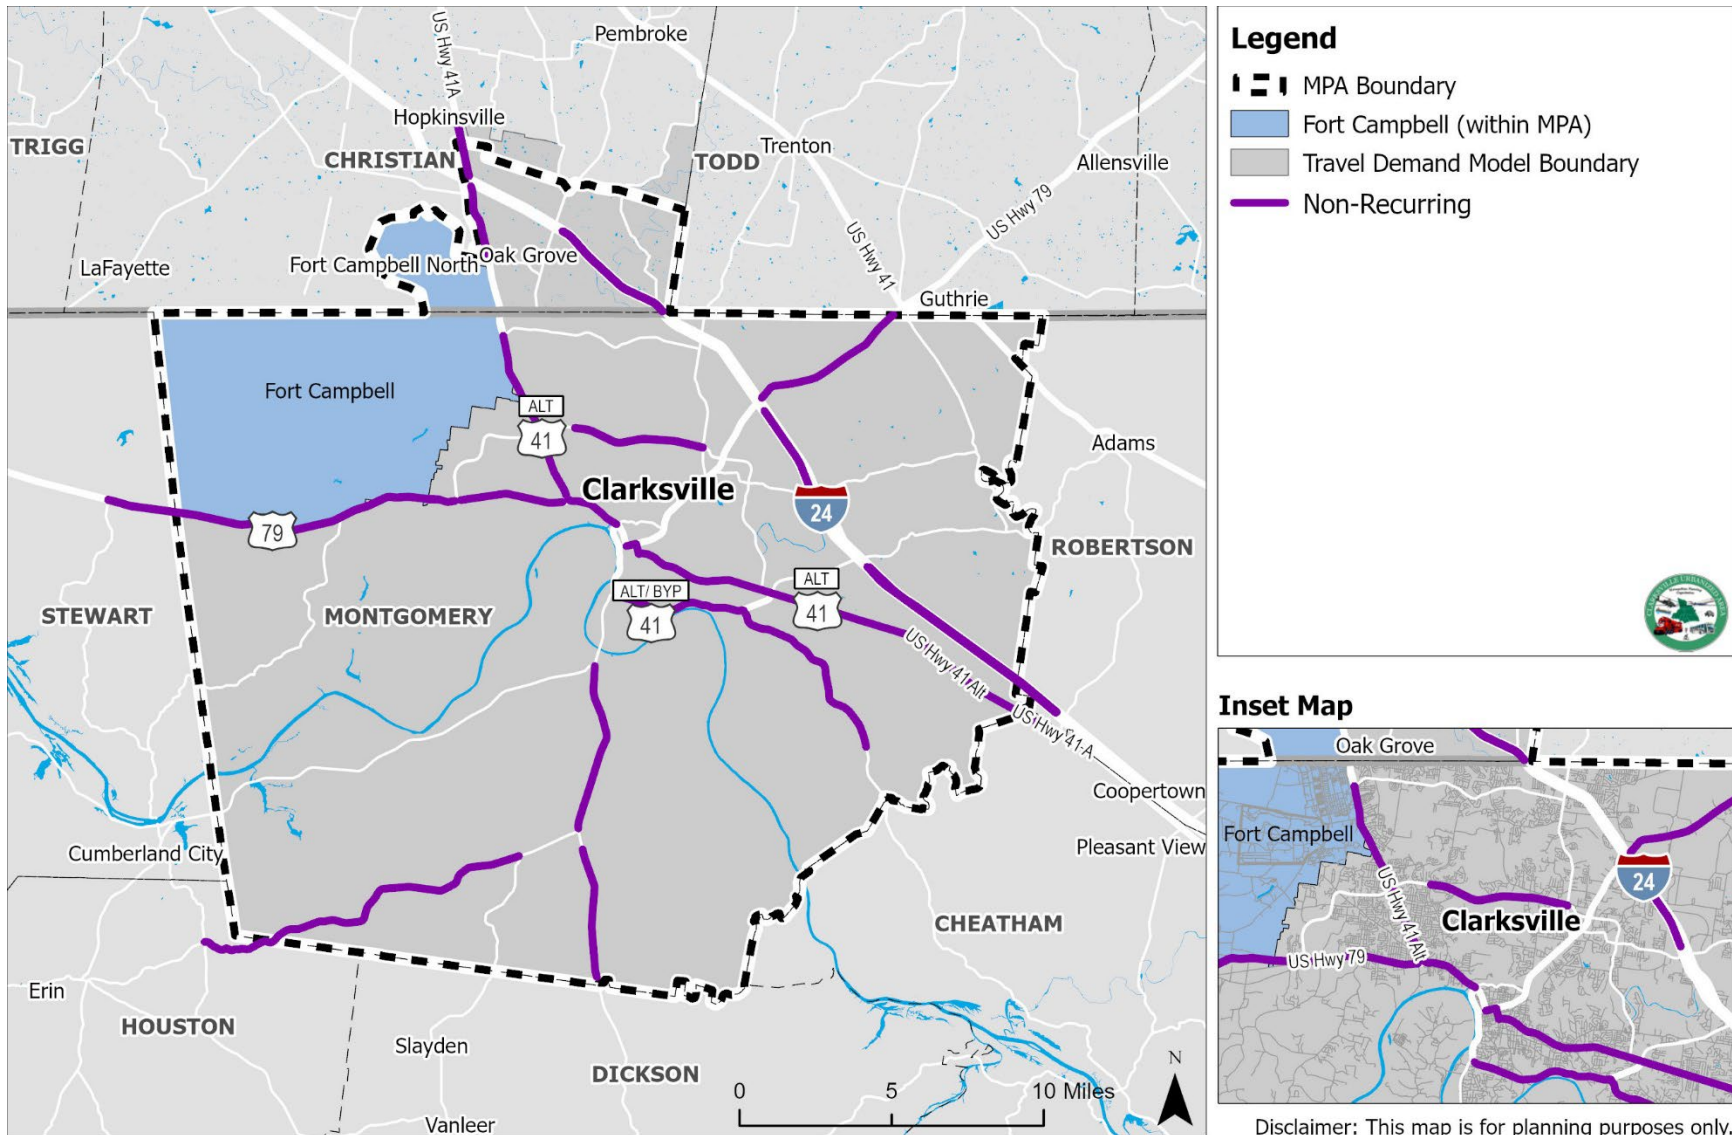 Pembroke
US Hwy 41A
Hopkinsville
TRIGG
CHRISTIAN
TODD
Trenton
Allensville
US Hwy 79
US Hwy 41
LaFayette
Fort Campbell North
Oak Grove
Guthrie
Fort Campbell
ALT
41
Adams
Clarksville
24
79
ROBERTSON
STEWART
MONTGOMERY
ALT/ BYP
41
ALT
41
US Hwy 41 Alt
US Hwy 41-A
Coopertown
Pleasant View
Cumberland City
CHEATHAM
Erin
HOUSTON
Slayden
DICKSON
Vanleer
N
0 5 10 Miles
Legend
MPA Boundary
Fort Campbell (within MPA)
Travel Demand Model Boundary
Non-Recurring
Inset Map
Oak Grove
Fort Campbell
24
US Hwy 41 Alt
Clarksville
US Hwy 79
Disclaimer: This map is for planning purposes only.